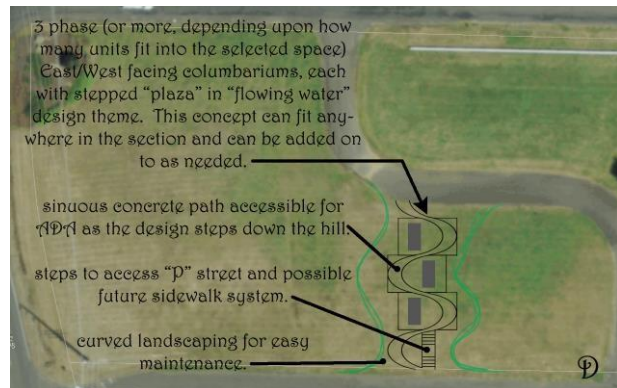 3 phase (or more, depending upon how
many units fit into the selected space)
East/West facing columbariums, each
with stepped "plaza" in "flowing water"
design theme. This concept can fit any-
where in the section and can be added on
to as needed.
sinuous concrete path accessible for
ADA as the design steps down the hill.
steps to access "P" street and possible
future sidewalk system.
curved landscaping for easy
maintenance.
D